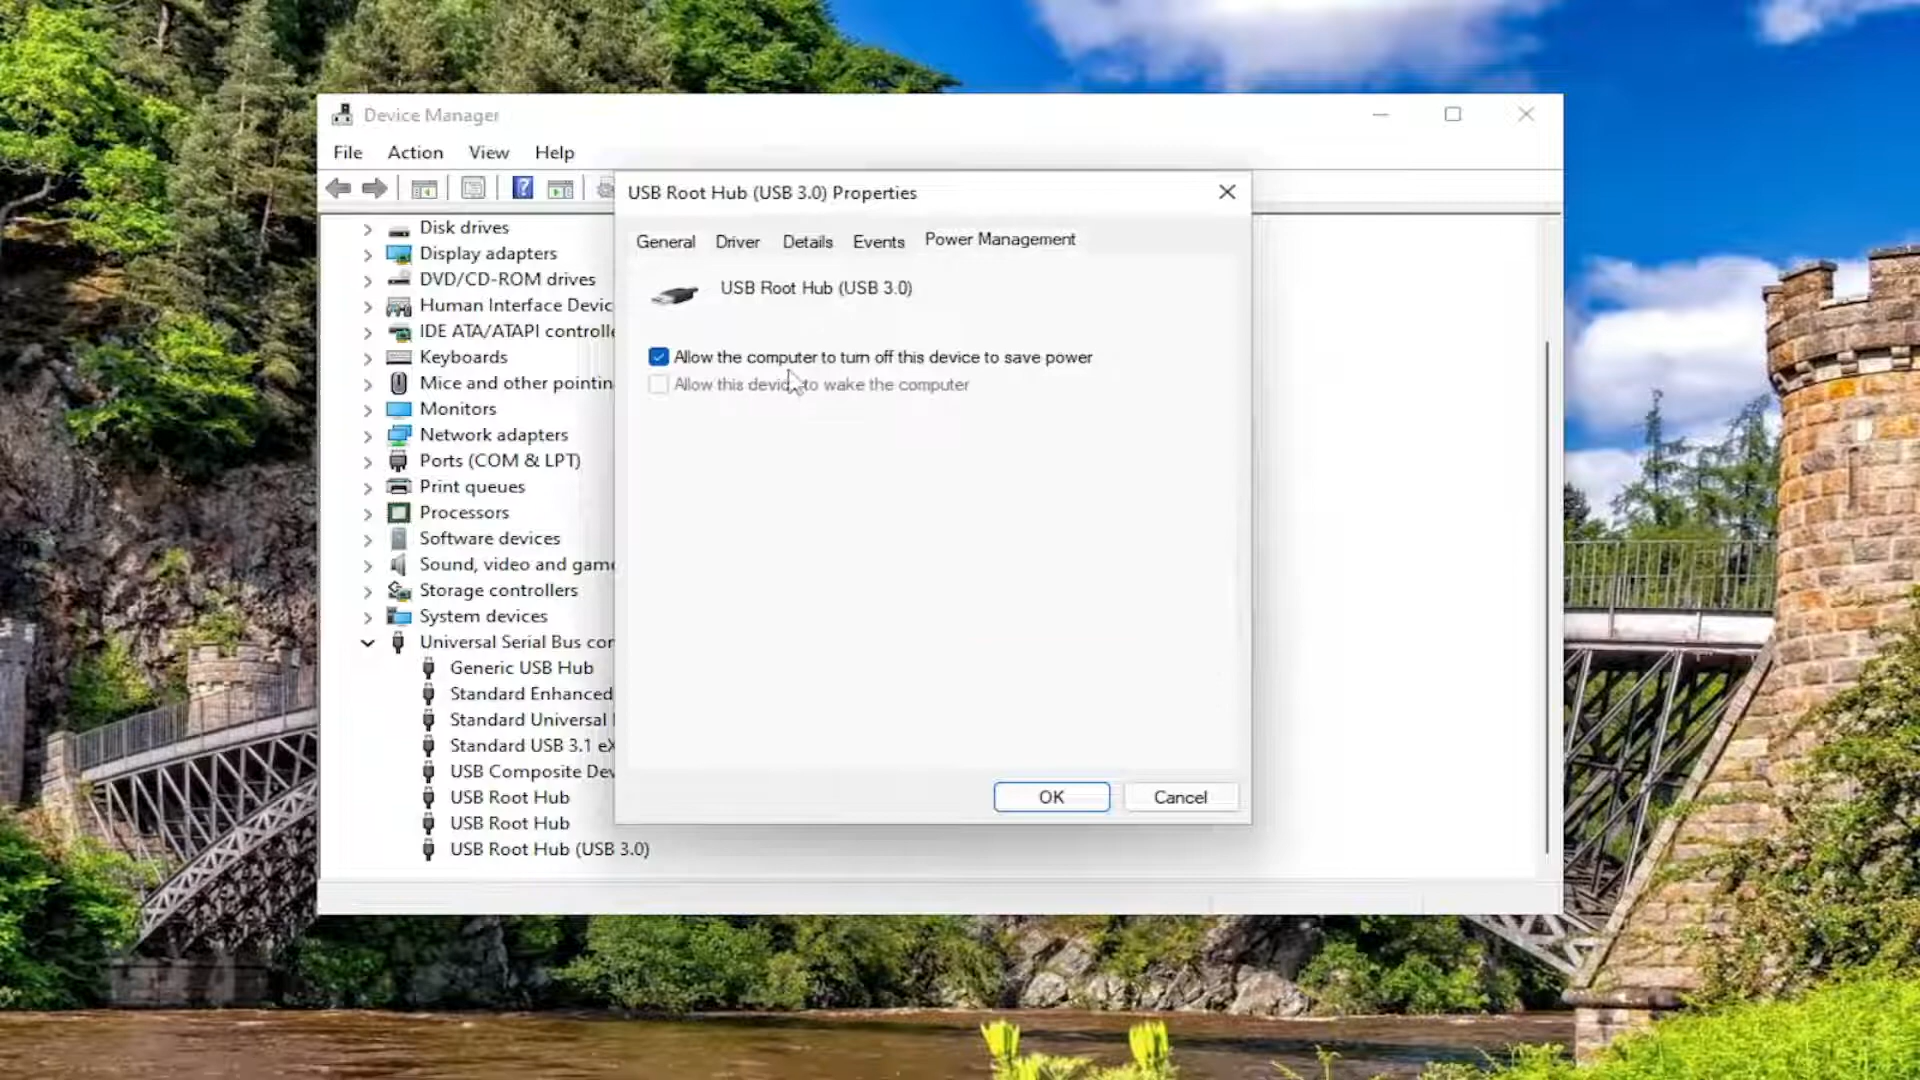 Device Manager
File Action View Help
USB Root Hub (USB 3.0) Properties
General Driver Details Events Power Management
USB Root Hub (USB 3.0)
Allow the computer to turn off this device to save power
Allow this device to wake the computer
OK Cancel
Disk drives
Display adapters
DVD/CD-ROM drives
Human Interface Devic
IDE ATA/ATAPI controlle
Keyboards
Mice and other pointin
Monitors
Network adapters
Ports (COM & LPT)
Print queues
Processors
Software devices
Sound, video and game
Storage controllers
System devices
Universal Serial Bus con
Generic USB Hub
Standard Enhanced
Standard Universal
Standard USB 3.1 eX
USB Composite Dev
USB Root Hub
USB Root Hub
USB Root Hub (USB 3.0)